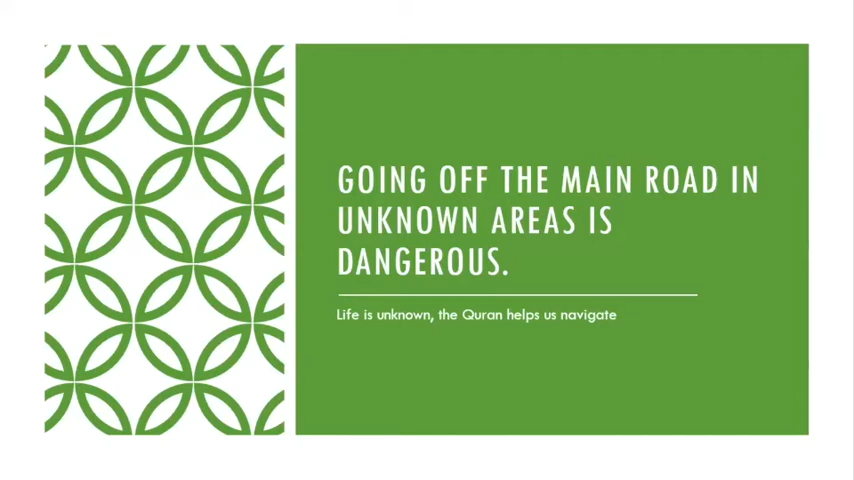 GOING OFF THE MAIN ROAD IN
UNKNOWN AREAS IS
DANGEROUS.
Life is unknown, the Quran helps us navigate